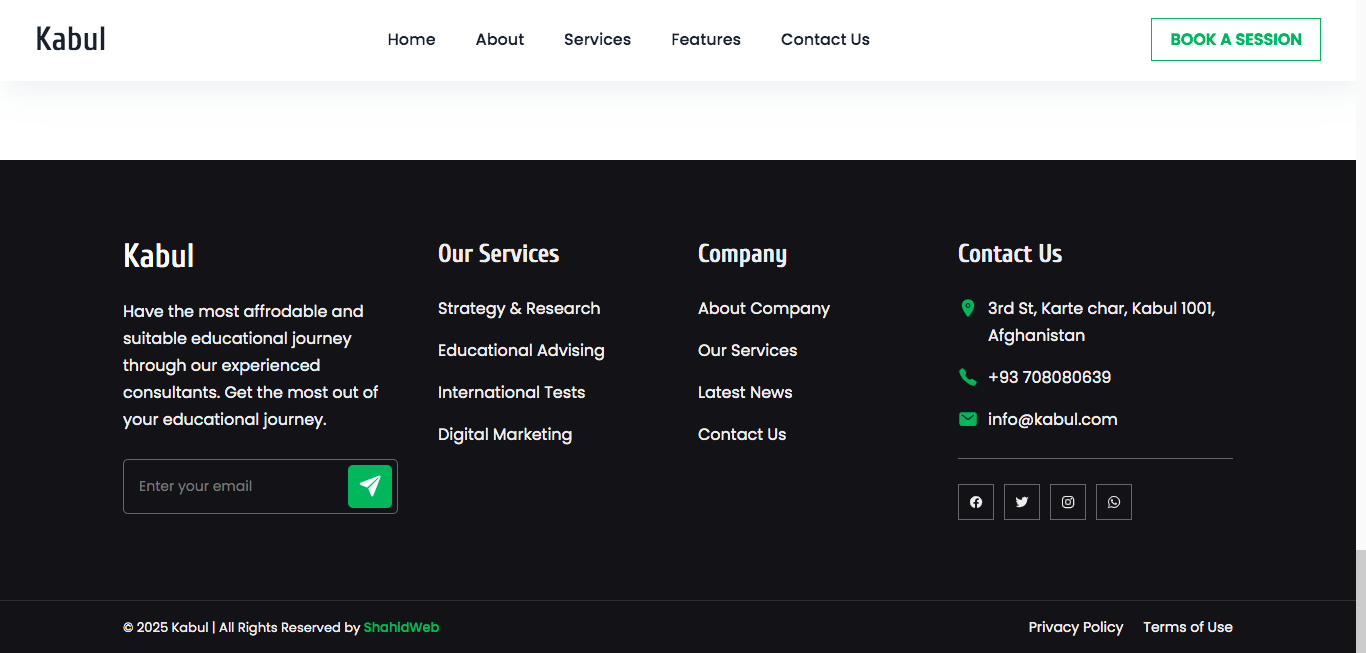 Kabul
Home About Services Features Contact Us
BOOK A SESSION
Kabul
Have the most affrodable and
suitable educational journey
through our experienced
consultants. Get the most out of
your educational journey.
Enter your email
Our Services
Strategy & Research
Educational Advising
International Tests
Digital Marketing
Company
About Company
Our Services
Latest News
Contact Us
Contact Us
3rd St, Karte char, Kabul 1001,
Afghanistan
+93 708080639
info@kabul.com
© 2025 Kabul | All Rights Reserved by ShahidWeb
Privacy Policy Terms of Use